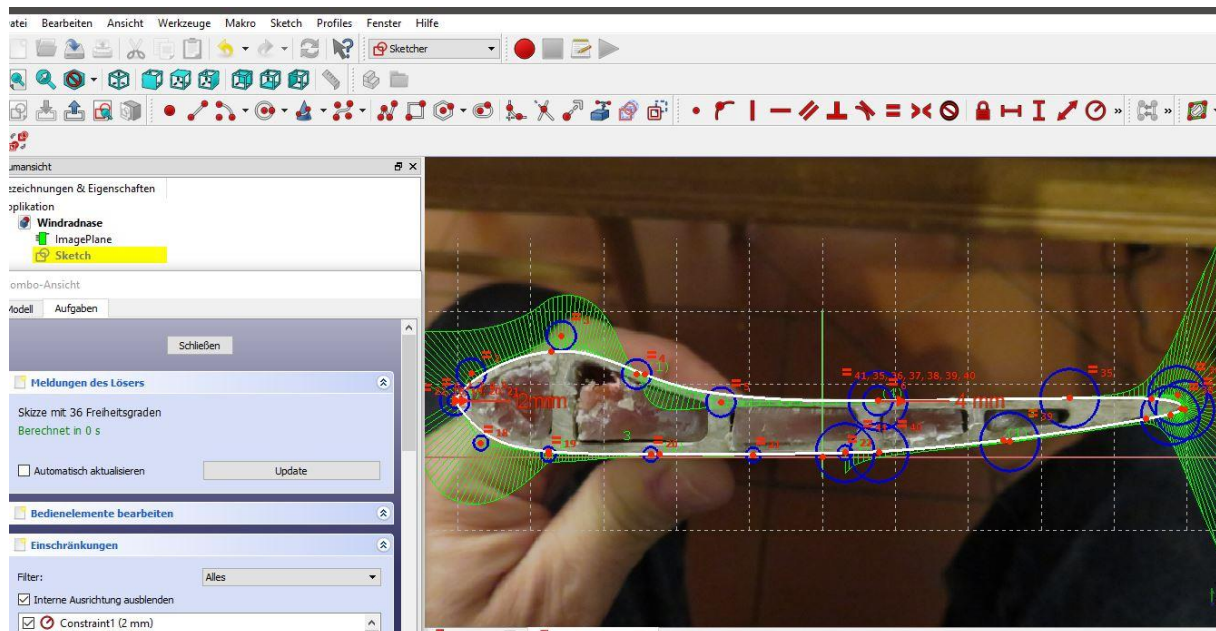 atei Bearbeiten Ansicht Werkzeuge Makro Sketch Profiles Fenster Hilfe
Sketcher
umansicht
ezeichnungen & Eigenschaften
pplikation
Windradnase
ImagePlane
Sketch
ombo-Ansicht
Modell Aufgaben
Schließen
Meldungen des Lösers
Skizze mit 36 Freiheitsgraden
Berechnet in 0 s
Automatisch aktualisieren Update
Bedienelemente bearbeiten
Einschränkungen
Filter: Alles
Interne Ausrichtung ausblenden
Constraint1 (2 mm)
41, 35, 36, 37, 38, 39, 40
35
2 mm
4 mm
18
19
3